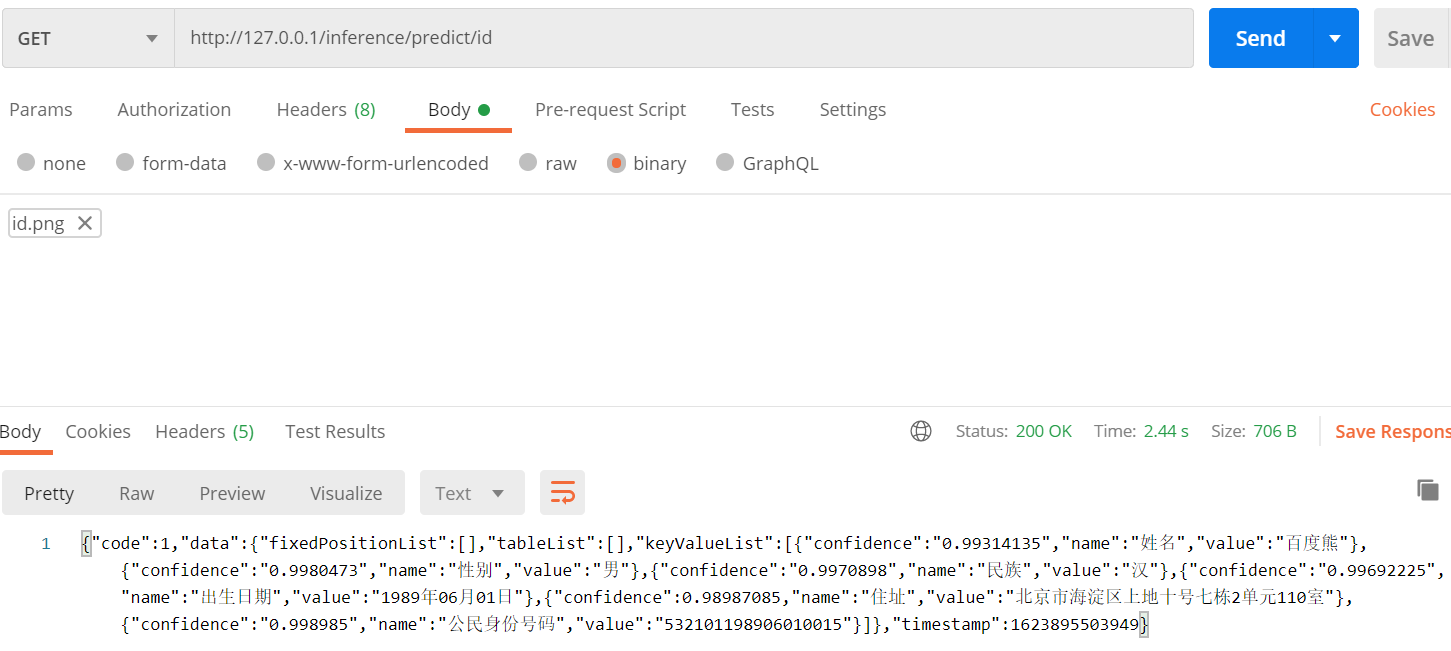 GET http://127.0.0.1/inference/predict/id Send Save
Params Authorization Headers (8) Body Pre-request Script Tests Settings Cookies
none form-data x-www-form-urlencoded raw binary GraphQL
id.png
Body Cookies Headers (5) Test Results Status: 200 OK Time: 2.44 s Size: 706 B Save Respons
Pretty Raw Preview Visualize Text
1 {"code":1,"data":{"fixedPositionList":[],"tableList":[],"keyValueList":[{"confidence":"0.99314135","name":"姓名","value":"百度熊"},
{"confidence":"0.9980473","name":"性别","value":"男"},{"confidence":"0.9970898","name":"民族","value":"汉"},{"confidence":"0.99692225",
"name":"出生日期","value":"1989年06月01日"},{"confidence":0.98987085,"name":"住址","value":"北京市海淀区上地十号七栋2单元110室"},
{"confidence":"0.998985","name":"公民身份号码","value":"532101198906010015"}]},"timestamp":1623895503949}